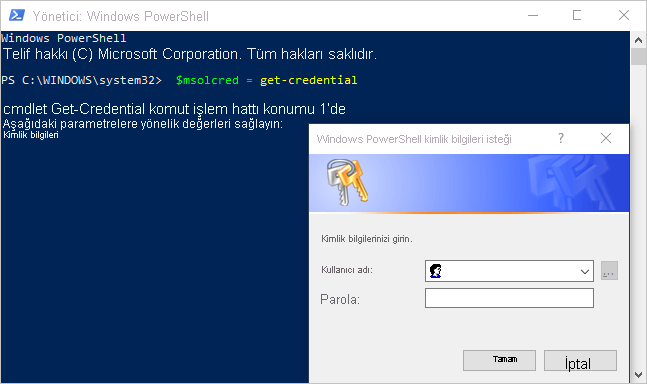 Yönetici: Windows PowerShell
Windows PowerShell
Telif hakkı (C) Microsoft Corporation. Tüm hakları saklıdır.
PS C:\WINDOWS\system32> $msolcred = get-credential
cmdlet Get-Credential komut işlem hattı konumu 1'de
Aşağıdaki parametrelere yönelik değerleri sağlayın:
Kimlik bilgileri
Windows PowerShell kimlik bilgileri isteği
Kimlik bilgilerinizi girin.
Kullanıcı adı:
...
Parola:
Tamam
İptal